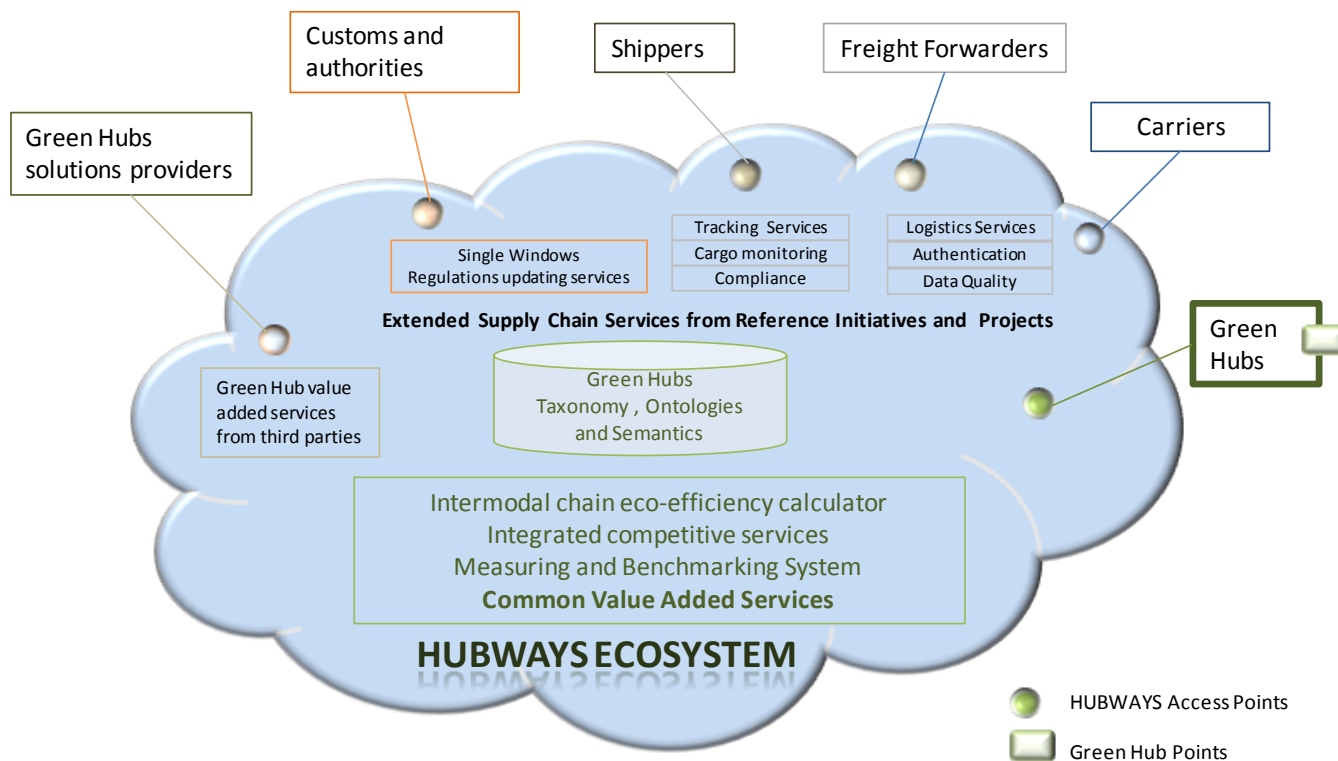 Customs and
authorities
Shippers
Freight Forwarders
Green Hubs
solutions providers
Carriers
Tracking Services
Cargo monitoring
Compliance
Logistics Services
Authentication
Data Quality
Single Windows
Regulations updating services
Extended Supply Chain Services from Reference Initiatives and Projects
Green
Hubs
Green Hub value
added services
from third parties
Green Hubs
Taxonomy , Ontologies
and Semantics
Intermodal chain eco-efficiency calculator
Integrated competitive services
Measuring and Benchmarking System
Common Value Added Services
HUBWAYS ECOSYSTEM
HUBWAYS Access Points
Green Hub Points